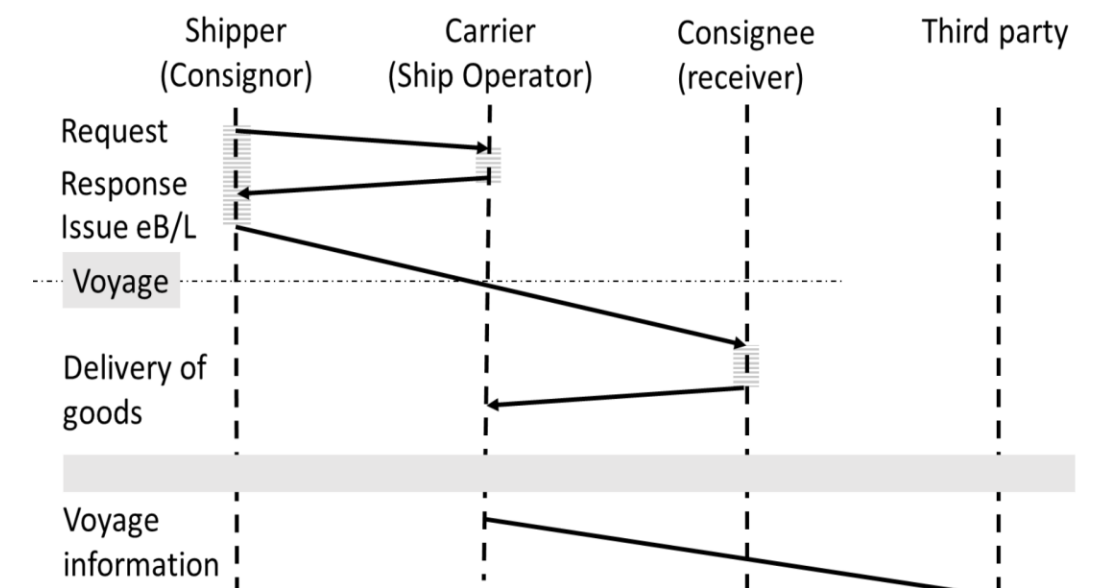 Shipper
(Consignor)
Carrier
(Ship Operator)
Consignee
(receiver)
Third party
Request
Response
Issue eB/L
Voyage
Delivery of
goods
Voyage
information